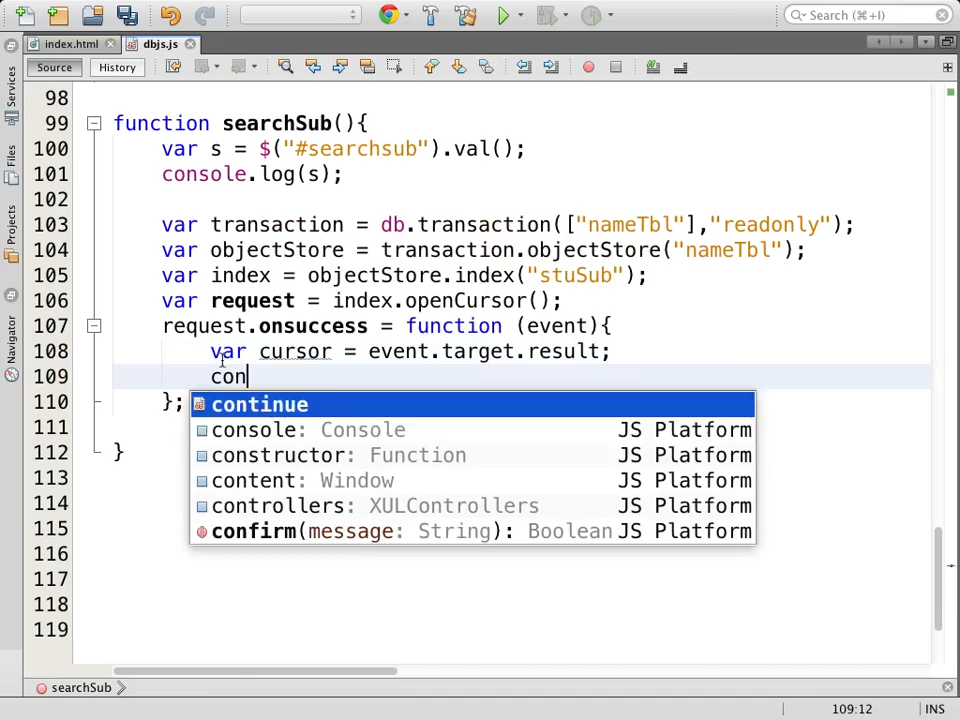 Search (⌘+I)
index.html dbjs.js
Source History
Services
Files
Projects
Navigator
98
99 function searchSub(){
100 var s = $("#searchsub").val();
101 console.log(s);
102
103 var transaction = db.transaction(["nameTbl"],"readonly");
104 var objectStore = transaction.objectStore("nameTbl");
105 var index = objectStore.index("stuSub");
106 var request = index.openCursor();
107 request.onsuccess = function (event){
108 var cursor = event.target.result;
109 con
110 };
continue
111 console: Console JS Platform
112 } constructor: Function JS Platform
113 content: Window JS Platform
114 controllers: XULControllers JS Platform
115 confirm(message: String): Boolean JS Platform
116
117
118
119
searchSub
109:12 INS